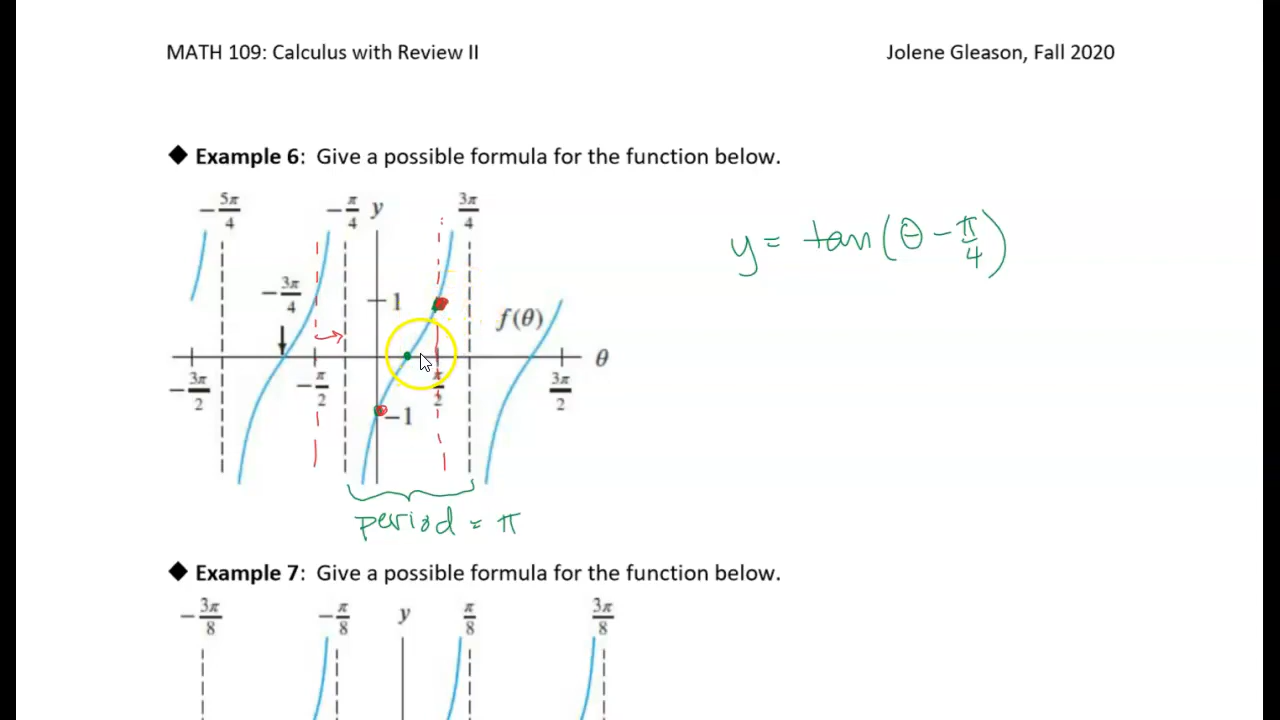 MATH 109: Calculus with Review II Jolene Gleason, Fall 2020
◆ Example 6: Give a possible formula for the function below.
-5π/4 -π/4 y 3π/4
y = tan(θ - π/4)
-3π/4 1 f(θ)
-3π/2 -π/2 π/2 3π/2 θ
-1
period = π
◆ Example 7: Give a possible formula for the function below.
-3π/8 -π/8 y π/8 3π/8